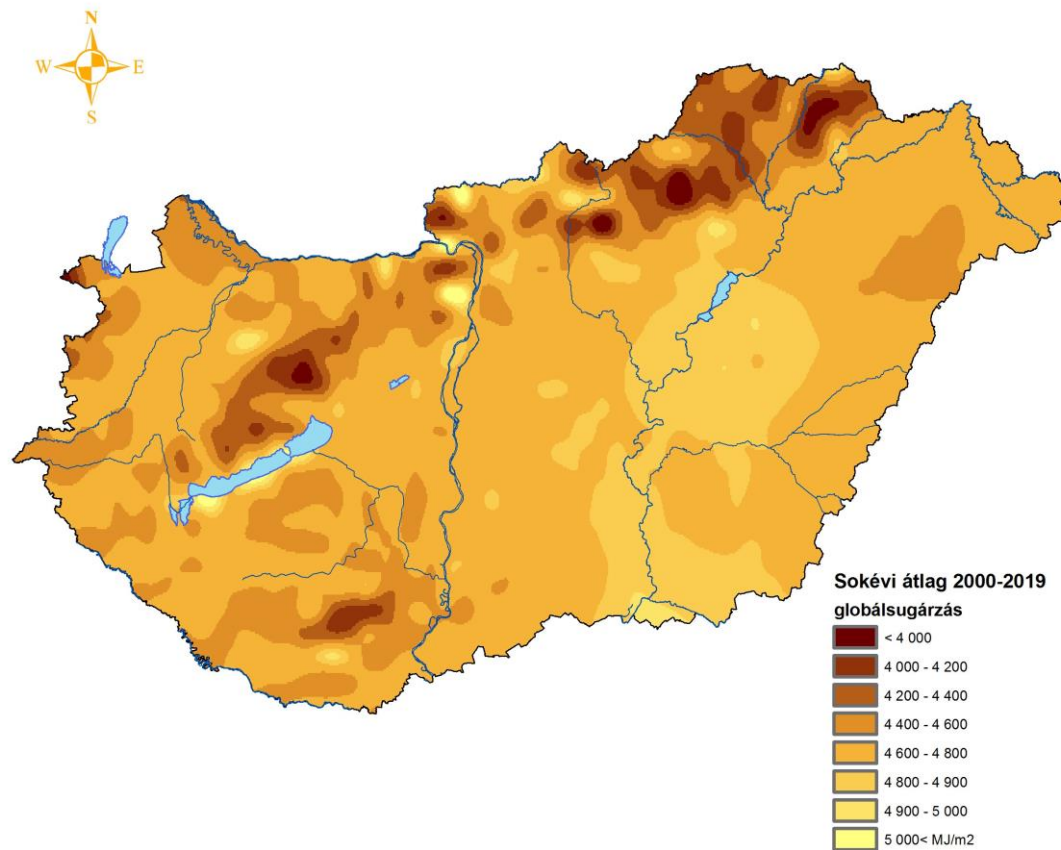 N
W E
S
Sokévi átlag 2000-2019
globálsugárzás
< 4 000
4 000 - 4 200
4 200 - 4 400
4 400 - 4 600
4 600 - 4 800
4 800 - 4 900
4 900 - 5 000
5 000< MJ/m2